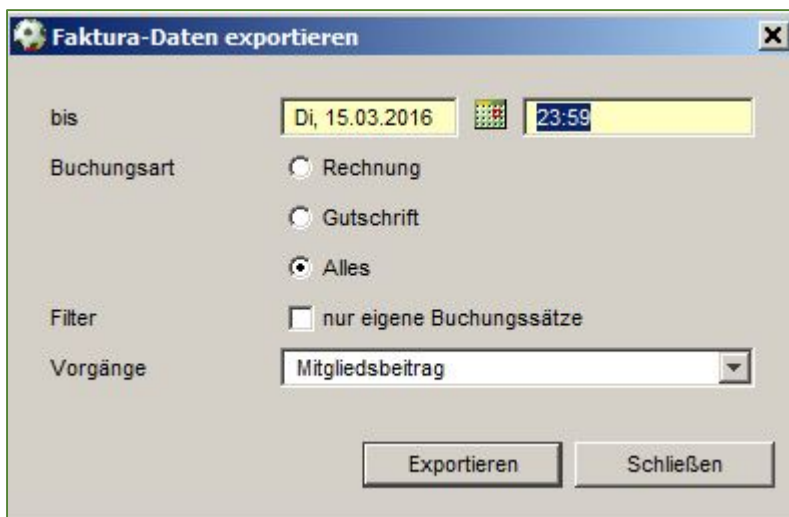 Faktura-Daten exportieren
bis Di, 15.03.2016 23:59
Buchungsart Rechnung
Gutschrift
Alles
Filter nur eigene Buchungssätze
Vorgänge Mitgliedsbeitrag
Exportieren Schließen